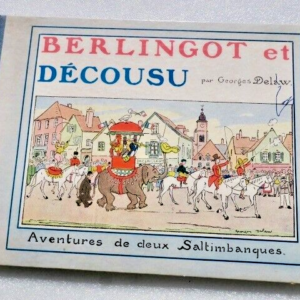 BERLINGOT et
DÉCOUSU par Georges Delaw.
Aventures de deux Saltimbanques.